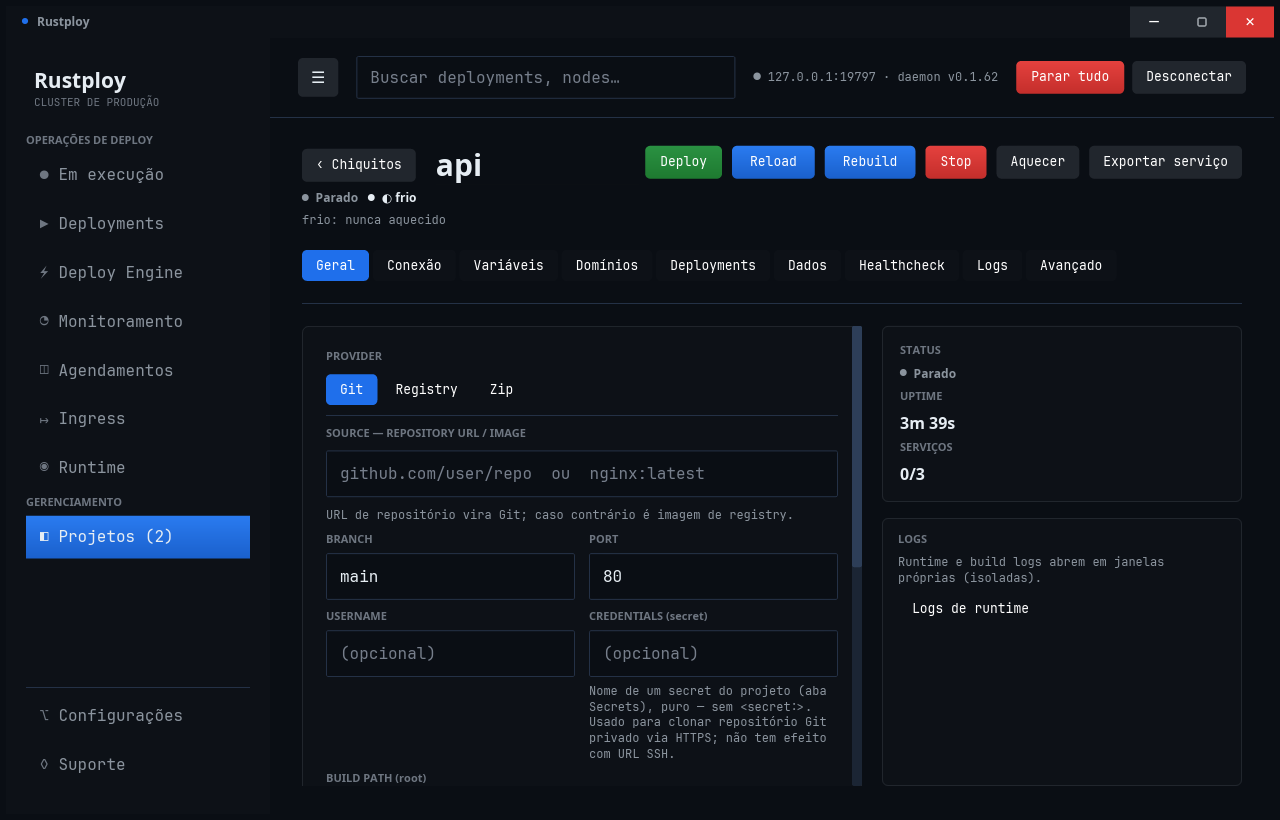 Rustploy
Rustploy
CLUSTER DE PRODUÇÃO
OPERAÇÕES DE DEPLOY
Em execução
Deployments
Deploy Engine
Monitoramento
Agendamentos
Ingress
Runtime
GERENCIAMENTO
Projetos (2)
Configurações
Suporte
Buscar deployments, nodes…
127.0.0.1:19797 · daemon v0.1.62
Parar tudo
Desconectar
‹ Chiquitos
api
Deploy
Reload
Rebuild
Stop
Aquecer
Exportar serviço
Parado
frio
frio: nunca aquecido
Geral
Conexão
Variáveis
Domínios
Deployments
Dados
Healthcheck
Logs
Avançado
PROVIDER
Git
Registry
Zip
SOURCE — REPOSITORY URL / IMAGE
github.com/user/repo  ou  nginx:latest
URL de repositório vira Git; caso contrário é imagem de registry.
BRANCH
PORT
main
80
USERNAME
CREDENTIALS (secret)
(opcional)
(opcional)
Nome de um secret do projeto (aba
Secrets), puro — sem <secret:>.
Usado para clonar repositório Git
privado via HTTPS; não tem efeito
com URL SSH.
BUILD PATH (root)
STATUS
Parado
UPTIME
3m 39s
SERVIÇOS
0/3
LOGS
Runtime e build logs abrem em janelas
próprias (isoladas).
Logs de runtime